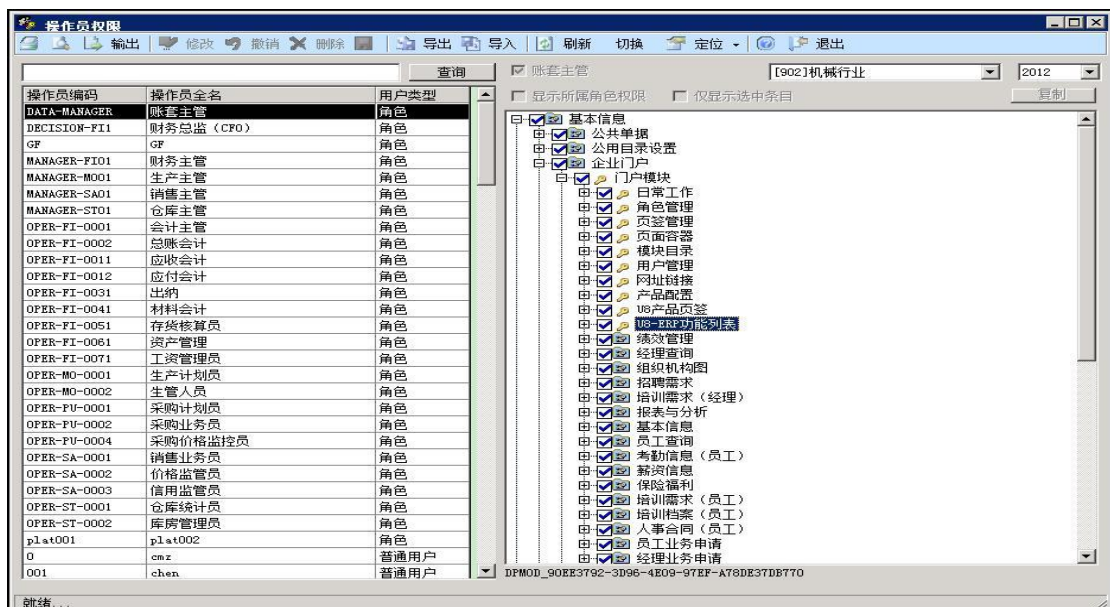 操作员权限
输出 修改 撤销 删除 导出 导入 刷新 切换 定位 退出
查询 账套主管 [902]机械行业 2012
显示所属角色权限 仅显示选中条目 复制
操作员编码 操作员全名 用户类型
DATA-MANAGER 账套主管 角色
DECISION-FI1 财务总监（CFO） 角色
GF GF 角色
MANAGER-FI01 财务主管 角色
MANAGER-MO01 生产主管 角色
MANAGER-SA01 销售主管 角色
MANAGER-ST01 仓库主管 角色
OPER-FI-0001 会计主管 角色
OPER-FI-0002 总账会计 角色
OPER-FI-0011 应收会计 角色
OPER-FI-0012 应付会计 角色
OPER-FI-0031 出纳 角色
OPER-FI-0041 材料会计 角色
OPER-FI-0051 存货核算员 角色
OPER-FI-0061 资产管理 角色
OPER-FI-0071 工资管理员 角色
OPER-MO-0001 生产计划员 角色
OPER-MO-0002 生管人员 角色
OPER-PU-0001 采购计划员 角色
OPER-PU-0002 采购业务员 角色
OPER-PU-0004 采购价格监控员 角色
OPER-SA-0001 销售业务员 角色
OPER-SA-0002 价格监管员 角色
OPER-SA-0003 信用监管员 角色
OPER-ST-0001 仓库统计员 角色
OPER-ST-0002 库房管理员 角色
plat001 plat002 角色
0 cmz 普通用户
001 chen 普通用户
基本信息
公共单据
公用目录设置
企业门户
门户模块
日常工作
角色管理
页签管理
页面容器
模块目录
用户管理
网址链接
产品配置
U8产品页签
U8-ERP功能列表
绩效管理
经理查询
组织机构图
招聘需求
培训需求（经理）
报表与分析
基本信息
员工查询
考勤信息（员工）
薪资信息
保险福利
培训需求（员工）
培训档案（员工）
人事合同（员工）
员工业务申请
经理业务申请
DPMOD_90EE3792-3D96-4E09-97EF-A78DE37DB770
就绪...